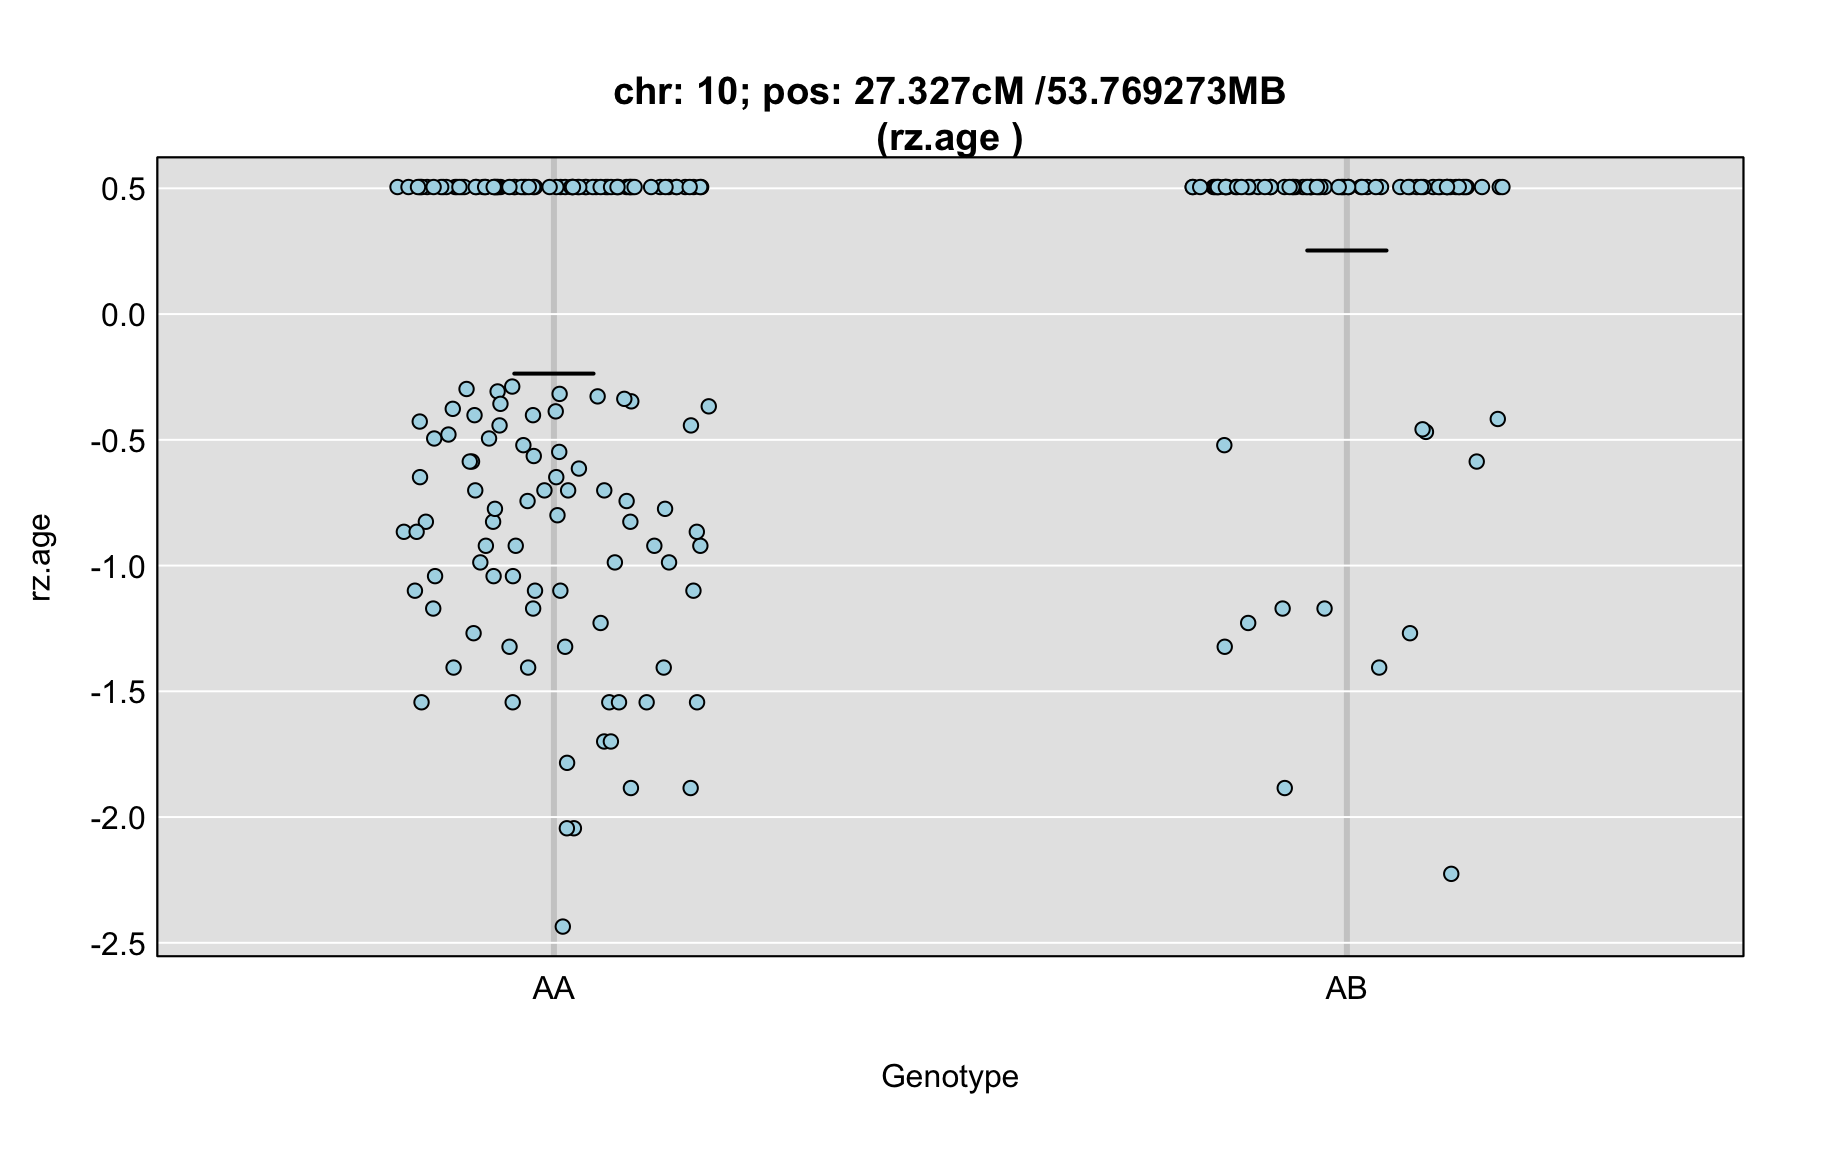 chr: 10; pos: 27.327cM /53.769273MB
(rz.age )
0.5
0.0
-0.5
-1.0
-1.5
-2.0
-2.5
rz.age
AA
AB
Genotype